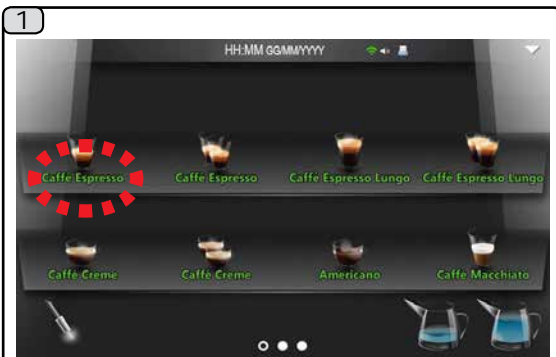 1
HH:MM GG/MM/YYYY
Caffè Espresso Caffè Espresso Caffè Espresso Lungo Caffè Espresso Lungo
Caffè Creme Caffè Creme Americano Caffè Macchiato